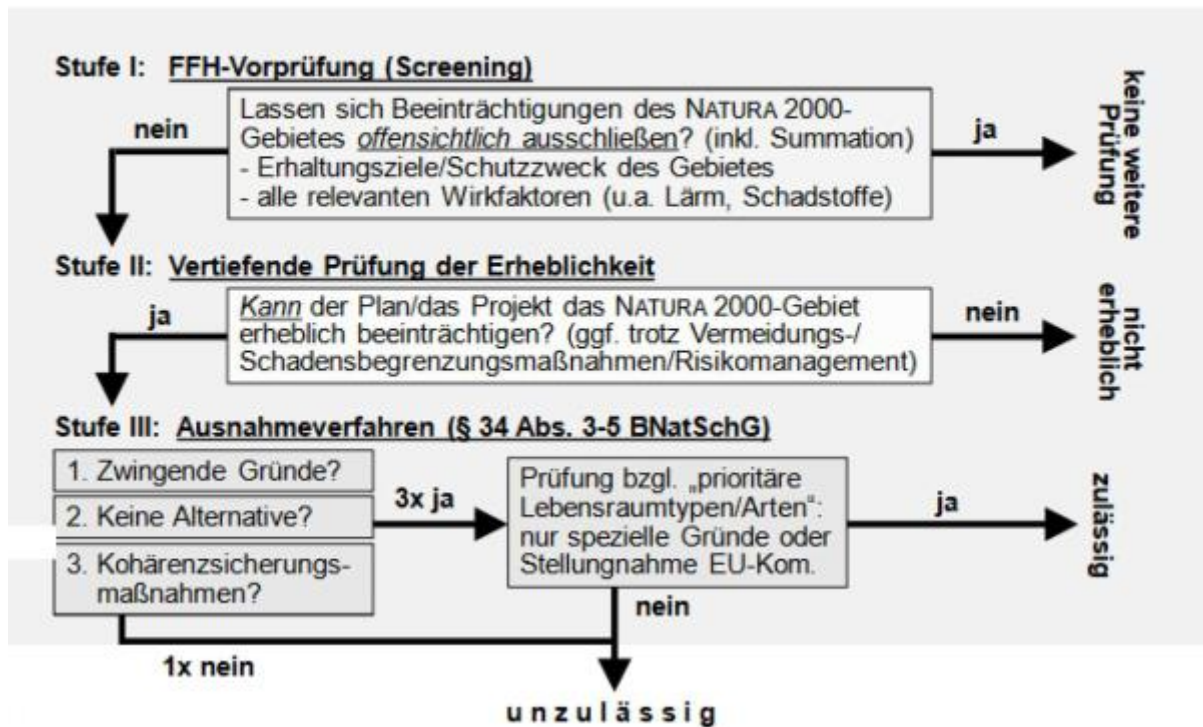 Stufe I: FFH-Vorprüfung (Screening)
nein
Lassen sich Beeinträchtigungen des NATURA 2000-
Gebietes offensichtlich ausschließen? (inkl. Summation)
- Erhaltungsziele/Schutzzweck des Gebietes
- alle relevanten Wirkfaktoren (u.a. Lärm, Schadstoffe)
ja
keine weitere
Prüfung
Stufe II: Vertiefende Prüfung der Erheblichkeit
ja
Kann der Plan/das Projekt das NATURA 2000-Gebiet
erheblich beeinträchtigen? (ggf. trotz Vermeidungs-/
Schadensbegrenzungsmaßnahmen/Risikomanagement)
nein
nicht
erheblich
Stufe III: Ausnahmeverfahren (§ 34 Abs. 3-5 BNatSchG)
1. Zwingende Gründe?
2. Keine Alternative?
3. Kohärenzsicherungs-
maßnahmen?
3x ja
Prüfung bzgl. „prioritäre
Lebensraumtypen/Arten“:
nur spezielle Gründe oder
Stellungnahme EU-Kom.
ja
zulässig
nein
1x nein
unzulässig